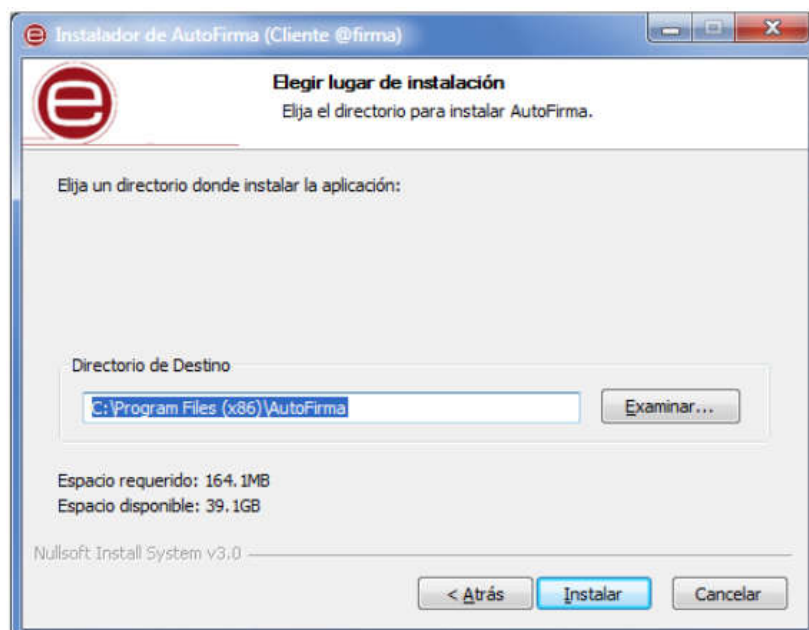 Instalador de AutoFirma (Cliente @firma)
Elegir lugar de instalación
Elija el directorio para instalar AutoFirma.
Elija un directorio donde instalar la aplicación:
Directorio de Destino
C:\Program Files (x86)\AutoFirma
Examinar...
Espacio requerido: 164.1MB
Espacio disponible: 39.1GB
Nullsoft Install System v3.0
< Atrás Instalar Cancelar